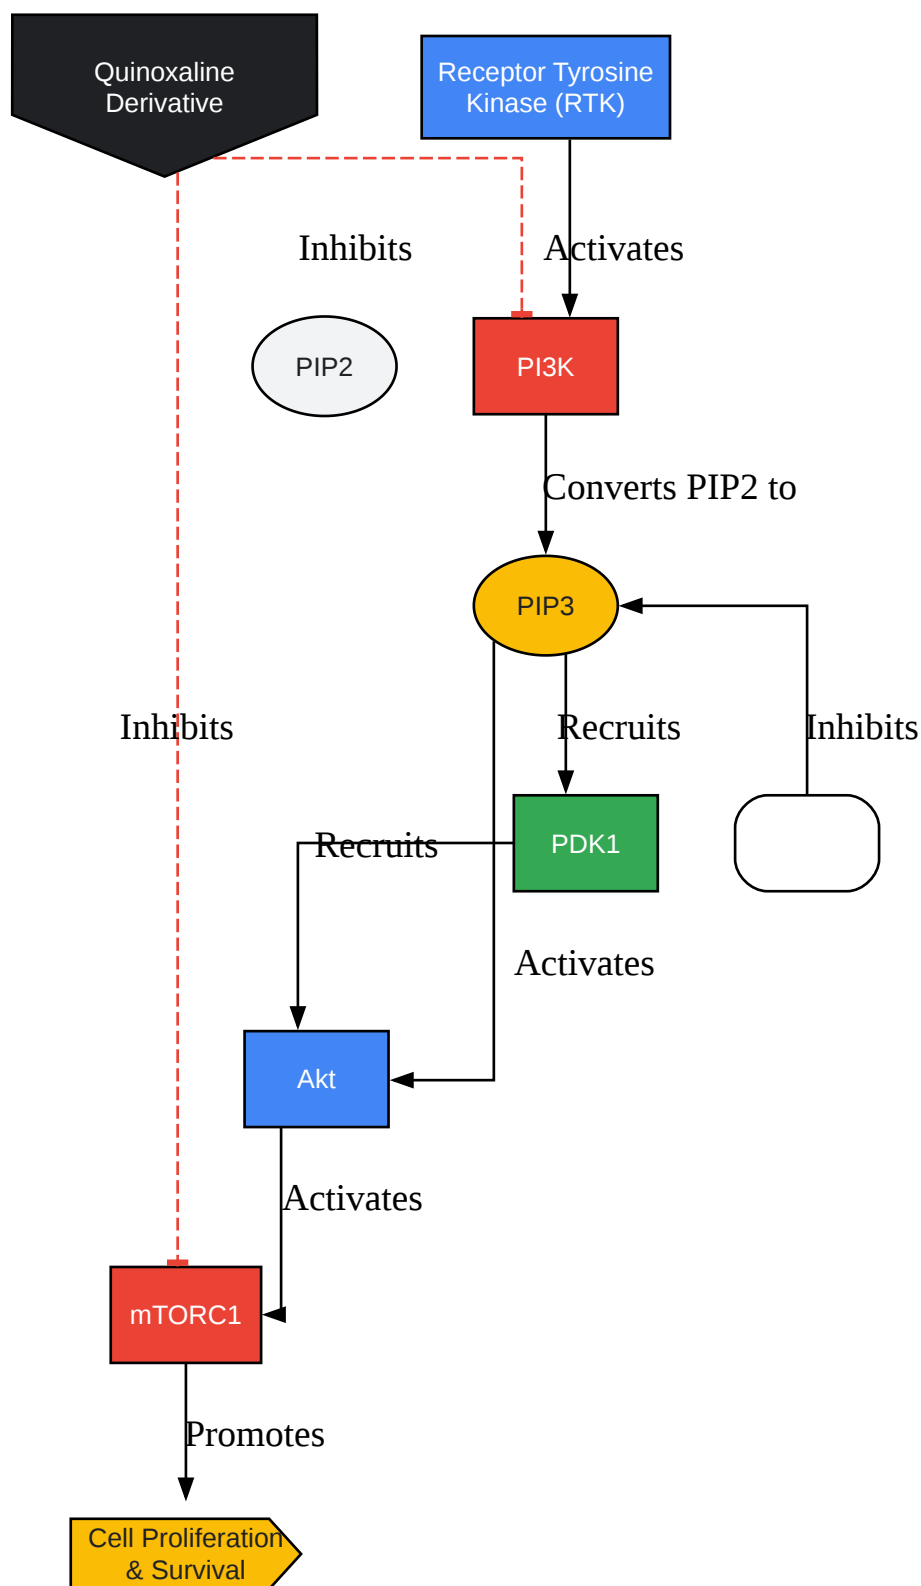 Quinoxaline
Derivative
Receptor Tyrosine
Kinase (RTK)
Inhibits
Activates
PIP2
PI3K
Converts PIP2 to
PIP3
Inhibits
Recruits
Inhibits
Recruits
PDK1
Activates
Akt
Activates
mTORC1
Promotes
Cell Proliferation
& Survival